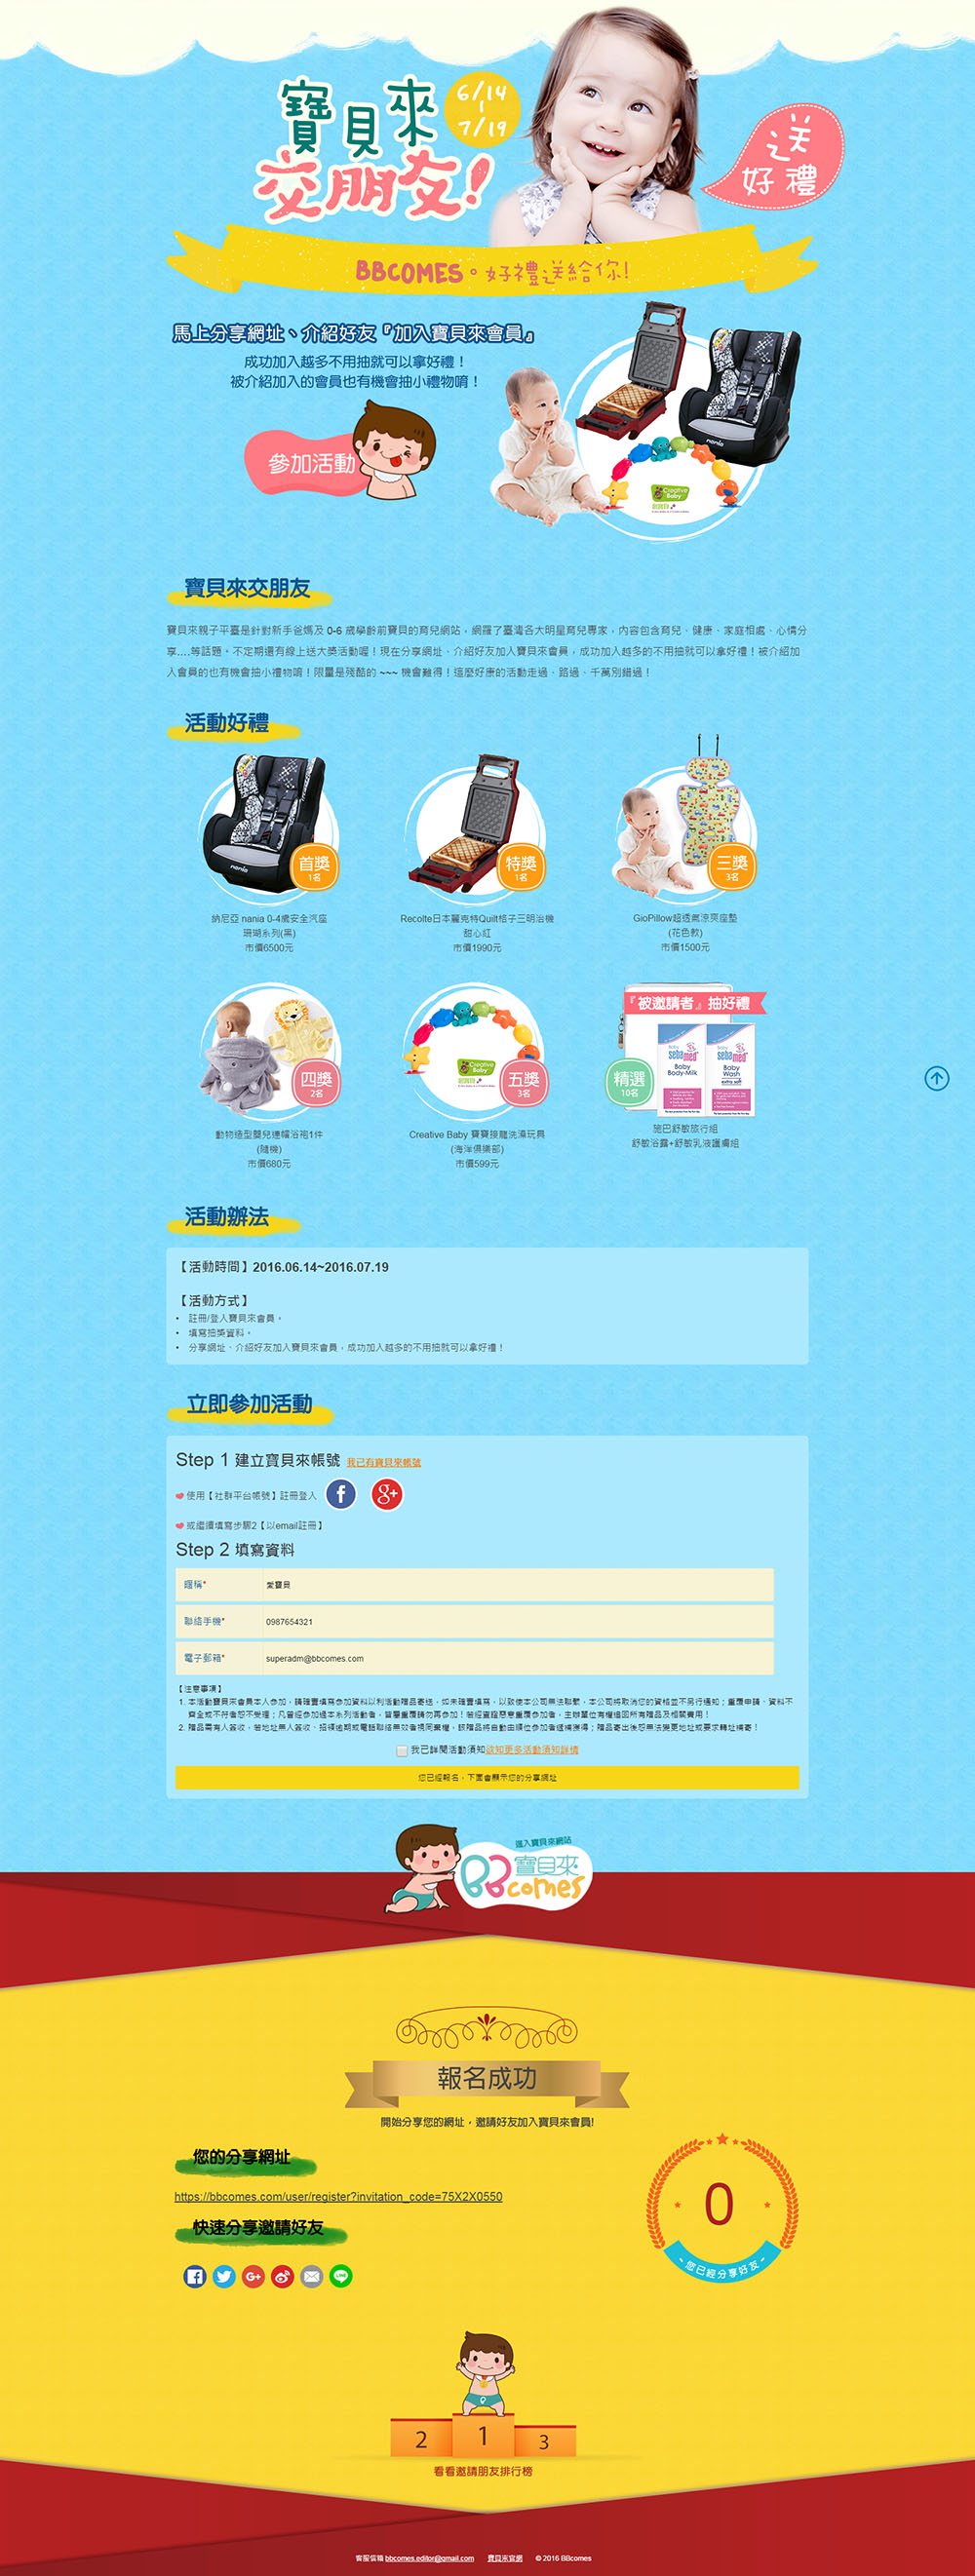 寶貝來
6/14
7/19
交朋友!
送
好禮
BBCOMES。好禮送給你!
馬上分享網址、介紹好友『加入寶貝來會員』
成功加入越多不用抽就可以拿好禮！
被介紹加入的會員也有機會抽小禮物唷！
參加活動
nania
Creative Baby
寶貝來交朋友
寶貝來親子平臺是針對新手爸媽及 0-6 歲學齡前寶貝的育兒網站，網羅了臺灣各大明星育兒專家，內容包含育兒、健康、家庭相處、心情分
享....等話題。不定期還有線上送大獎活動喔！現在分享網址、介紹好友加入寶貝來會員，成功加入越多的不用抽就可以拿好禮！被介紹加
入會員的也有機會抽小禮物唷！限量是殘酷的 ~~~ 機會難得！這麼好康的活動走過、路過、千萬別錯過！
活動好禮
nania
首獎
1名
特獎
1名
三獎
3名
納尼亞 nania 0-4歲安全汽座
珊瑚系列(黑)
市價6500元
Recolte日本麗克特Quilt格子三明治機
甜心紅
市價1990元
GioPillow超透氣涼爽座墊
(花色款)
市價1500元
四獎
2名
Creative Baby
五獎
3名
『被邀請者』抽好禮
精選
10名
Baby sebamed Baby Body-Milk
Baby sebamed Baby Wash extra soft
動物造型嬰兒連帽浴袍1件
(隨機)
市價680元
Creative Baby 寶寶接龍洗澡玩具
(海洋俱樂部)
市價599元
施巴舒敏旅行組
舒敏浴露+舒敏乳液護膚組
活動辦法
【活動時間】2016.06.14~2016.07.19
【活動方式】
• 註冊/登入寶貝來會員。
• 填寫抽獎資料。
• 分享網址、介紹好友加入寶貝來會員，成功加入越多的不用抽就可以拿好禮！
立即參加活動
Step 1 建立寶貝來帳號 我已有寶貝來帳號
使用【社群平台帳號】註冊登入
或繼續填寫步驟2【以email註冊】
Step 2 填寫資料
暱稱* 愛寶貝
聯絡手機* 0987654321
電子郵箱* superadm@bbcomes.com
【注意事項】
1. 本活動寶貝來會員本人參加，請確實填寫參加資料以利活動贈品寄送，如未確實填寫，以致使本公司無法聯繫，本公司將取消您的資格並不另行通知；重覆申請、資料不
齊全或不符者恕不受理；凡曾經參加過本系列活動者，皆屬重覆請勿再參加！若經查證惡意重覆參加者，主辦單位有權追回所有贈品及相關費用！
2. 贈品需有人簽收，若地址無人簽收、招領逾期或電話聯絡無效者視同棄權，該贈品將自動由順位參加者遞補獲得；贈品寄出後恕無法變更地址或要求轉址補寄！
我已詳閱活動須知欲知更多活動須知詳情
您已經報名，下面會顯示您的分享網址
進入寶貝來網站
BBcomes 寶貝來
報名成功
開始分享您的網址，邀請好友加入寶貝來會員!
您的分享網址
https://bbcomes.com/user/register?invitation_code=75X2X0550
快速分享邀請好友
0
您已經分享好友
2 1 3
看看邀請朋友排行榜
客服信箱 bbcomes.editor@gmail.com 寶貝來官網 © 2016 BBcomes